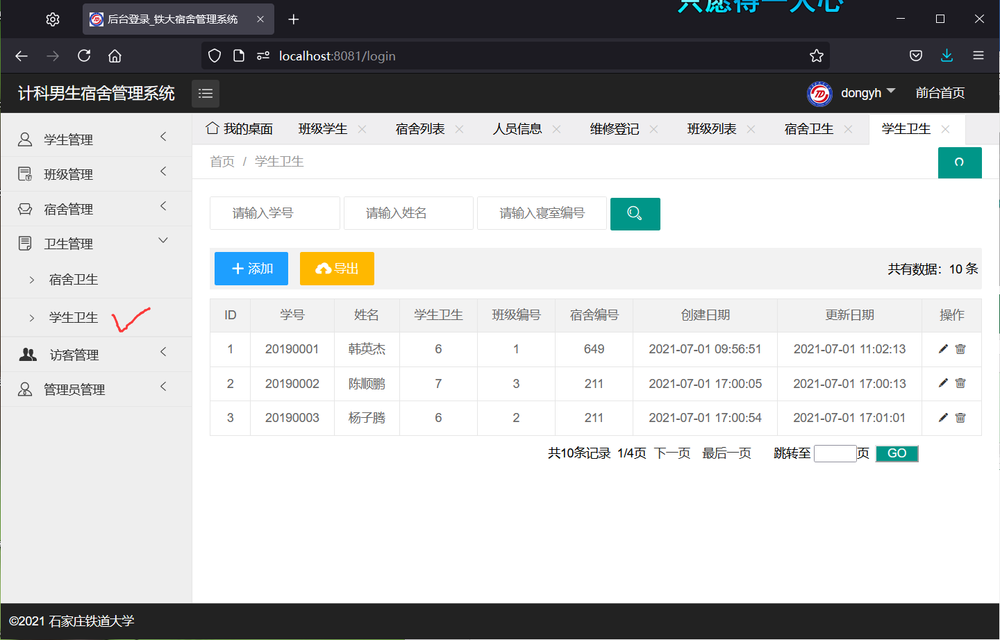 只愿得一人心
后台登录_铁大宿舍管理系统
localhost:8081/login
计科男生宿舍管理系统
dongyh 前台首页
学生管理
班级管理
宿舍管理
卫生管理
宿舍卫生
学生卫生
访客管理
管理员管理
我的桌面 班级学生 宿舍列表 人员信息 维修登记 班级列表 宿舍卫生 学生卫生
首页 / 学生卫生
请输入学号 请输入姓名 请输入寝室编号
添加 导出 共有数据：10 条
ID 学号 姓名 学生卫生 班级编号 宿舍编号 创建日期 更新日期 操作
1 20190001 韩英杰 6 1 649 2021-07-01 09:56:51 2021-07-01 11:02:13
2 20190002 陈顺鹏 7 3 211 2021-07-01 17:00:05 2021-07-01 17:00:13
3 20190003 杨子腾 6 2 211 2021-07-01 17:00:54 2021-07-01 17:01:01
共10条记录 1/4页 下一页 最后一页 跳转至 页 GO
©2021 石家庄铁道大学